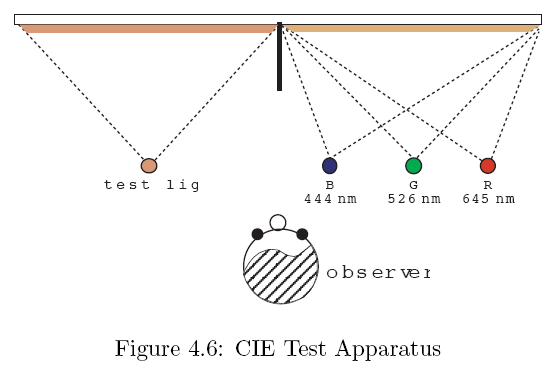 test lig
B G R
444 nm 526 nm 645 nm
observer
Figure 4.6: CIE Test Apparatus